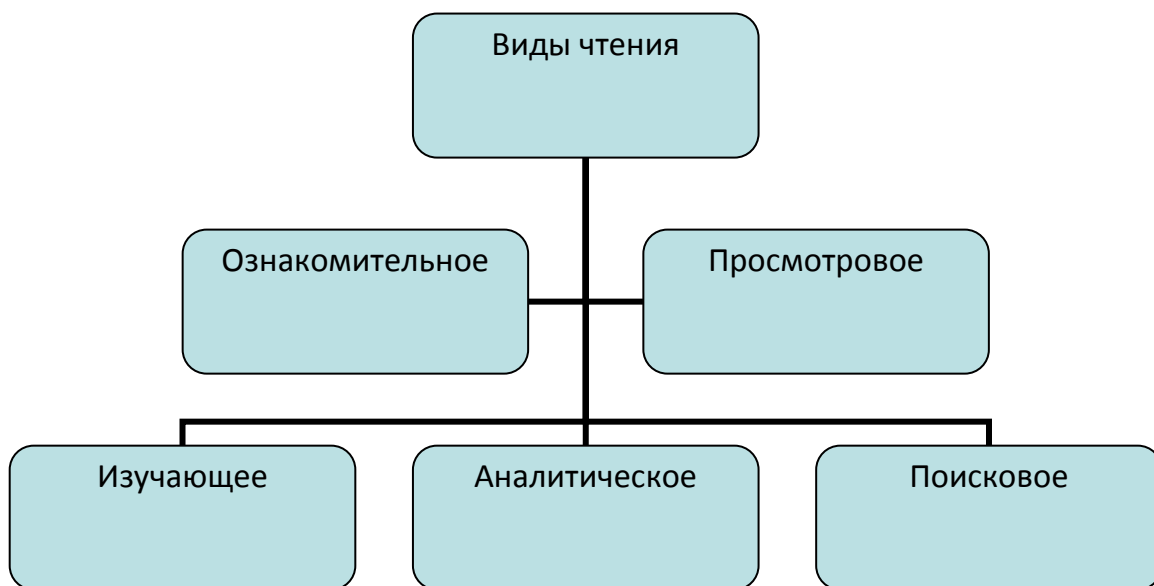 Виды чтения
Ознакомительное
Просмотровое
Изучающее
Аналитическое
Поисковое